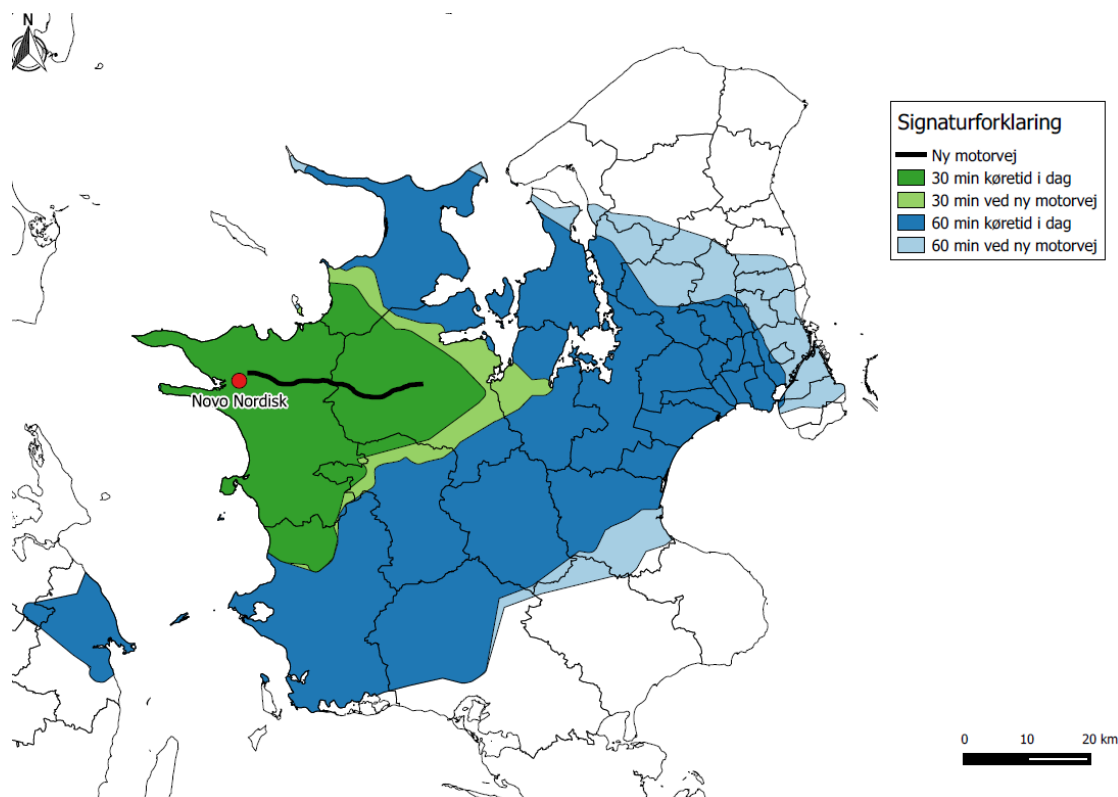 N
Signaturforklaring
Ny motorvej
30 min køretid i dag
30 min ved ny motorvej
60 min køretid i dag
60 min ved ny motorvej
Novo Nordisk
0 10 20 km